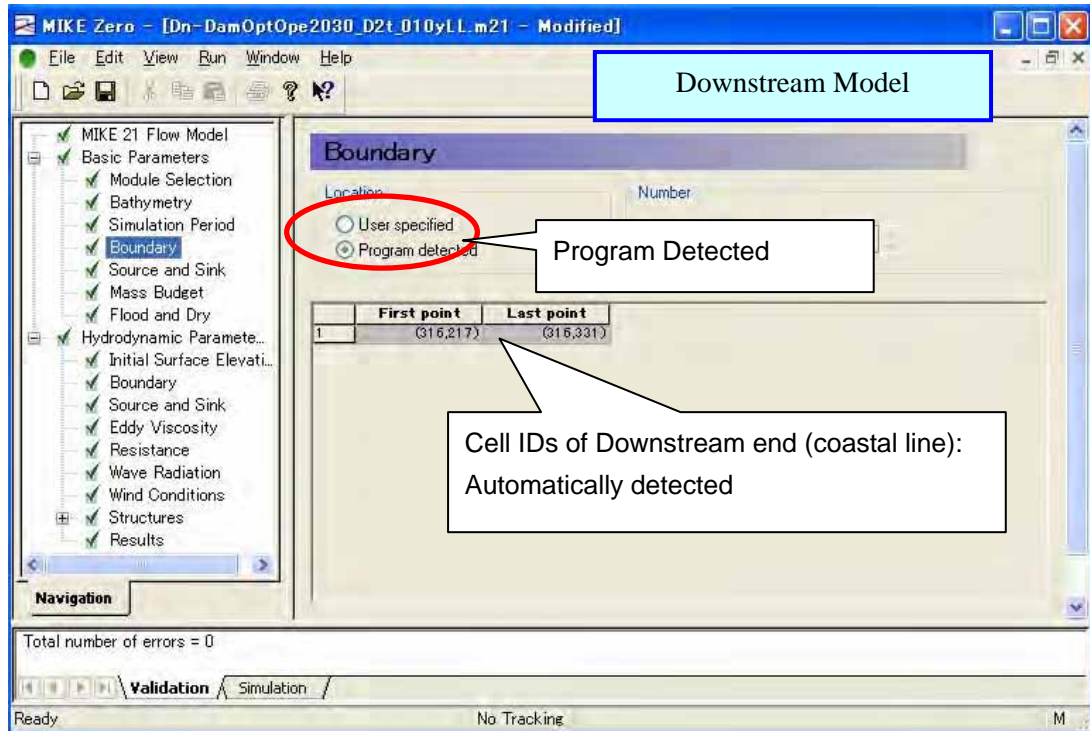 MIKE Zero - [Dn-DamOptOpe2030_D2t_010yLL.m21 - Modified]
File Edit View Run Window Help
Downstream Model
MIKE 21 Flow Model
Basic Parameters
Module Selection
Bathymetry
Simulation Period
Boundary
Source and Sink
Mass Budget
Flood and Dry
Hydrodynamic Paramete...
Initial Surface Elevati...
Boundary
Source and Sink
Eddy Viscosity
Resistance
Wave Radiation
Wind Conditions
Structures
Results
Navigation
Boundary
Location
User specified
Program detected
Number
Program Detected
First point Last point
1 (316,217) (316,331)
Cell IDs of Downstream end (coastal line):
Automatically detected
Total number of errors = 0
Validation Simulation
Ready No Tracking M